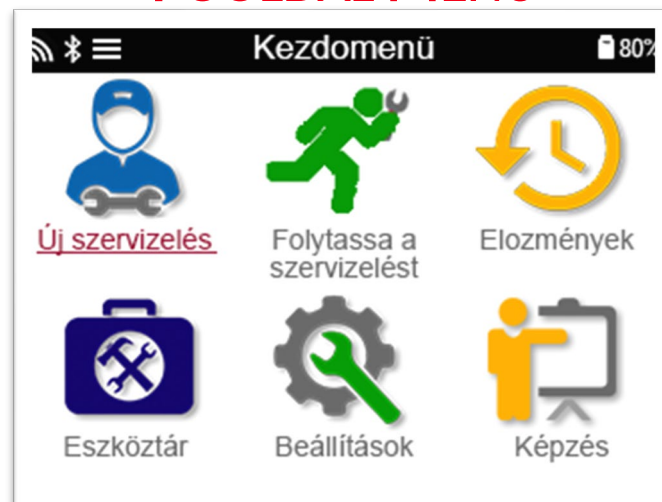 Kezdomenü
80%
Új szervizelés
Folytassa a
szervizelést
Elozmények
Eszköztár
Beállítások
Képzés